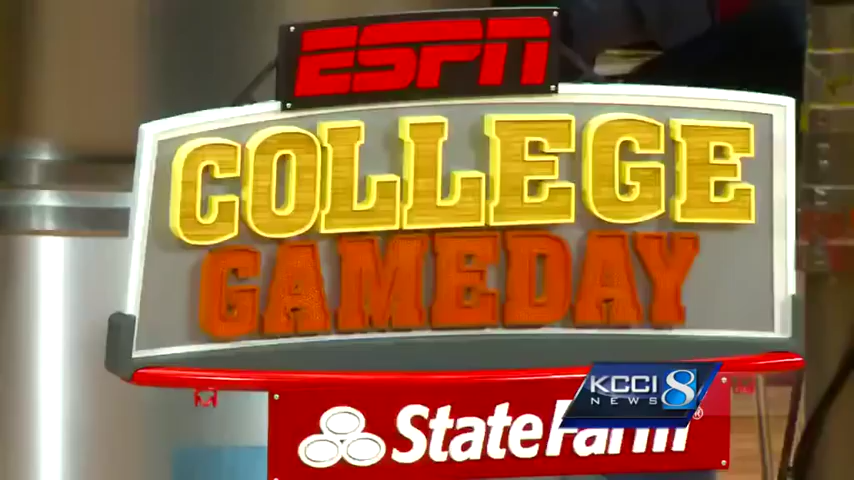 ESPN
COLLEGE
GAMEDAY
KCCI 8
NEWS
StateFarm®